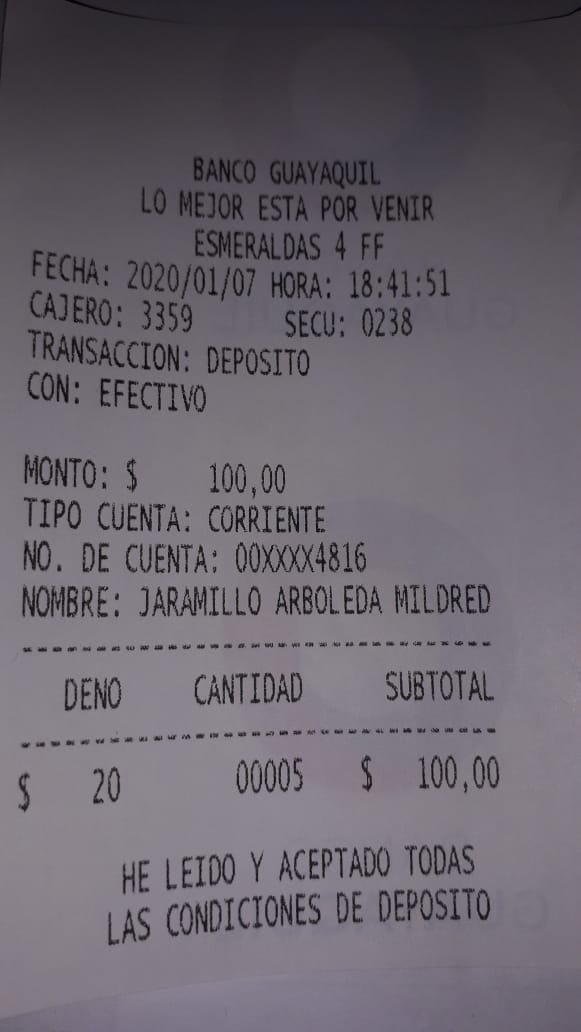 BANCO GUAYAQUIL
LO MEJOR ESTA POR VENIR
ESMERALDAS 4 FF
FECHA: 2020/01/07 HORA: 18:41:51
CAJERO: 3359 SECU: 0238
TRANSACCION: DEPOSITO
CON: EFECTIVO
MONTO: $ 100,00
TIPO CUENTA: CORRIENTE
NO. DE CUENTA: 00XXXX4816
NOMBRE: JARAMILLO ARBOLEDA MILDRED
DENO CANTIDAD SUBTOTAL
$ 20 00005 $ 100,00
HE LEIDO Y ACEPTADO TODAS
LAS CONDICIONES DE DEPOSITO